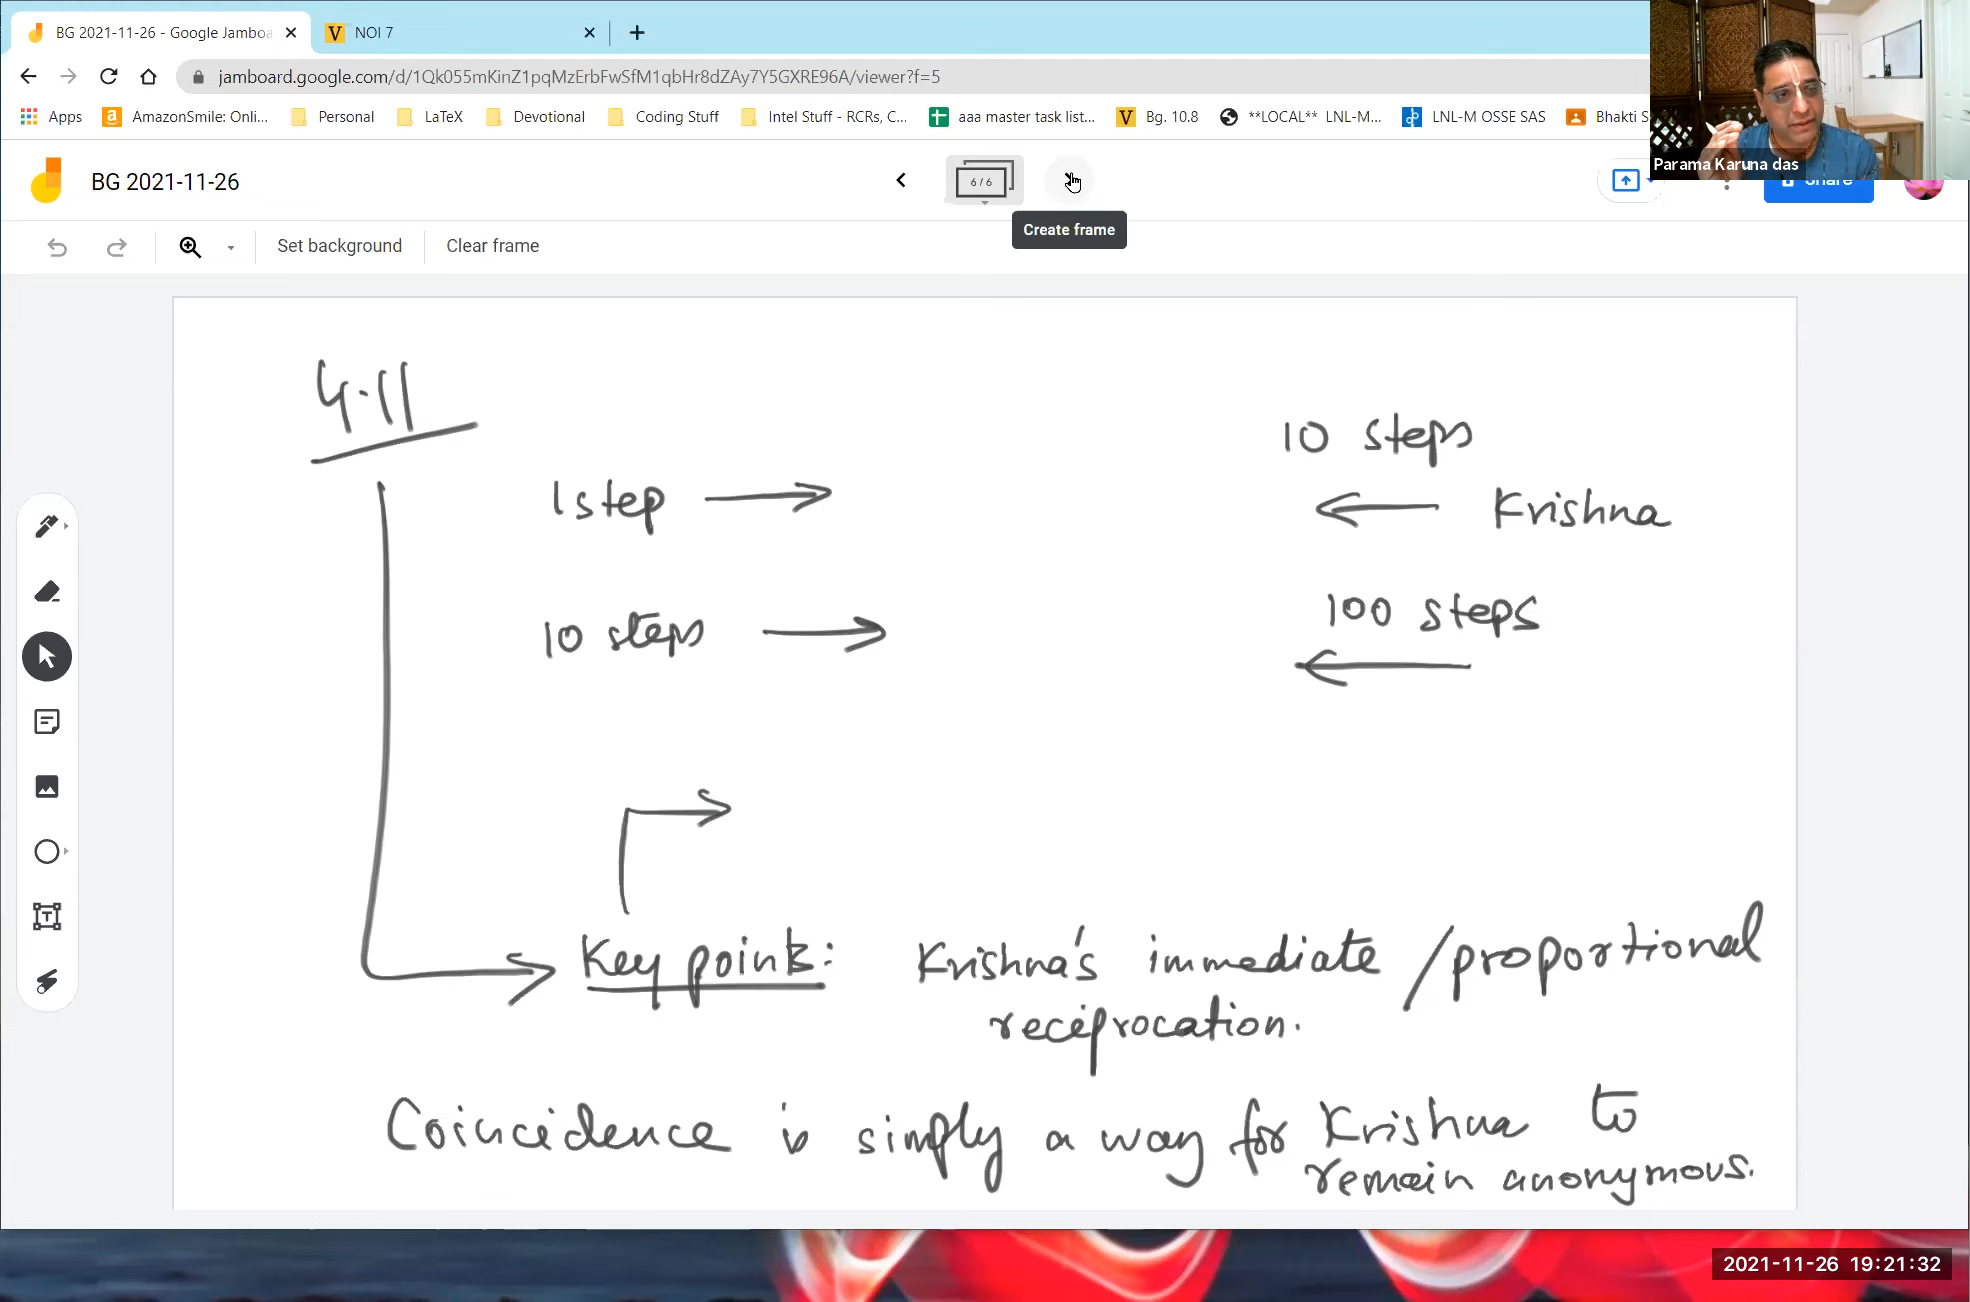 BG 2021-11-26 - Google Jamboa
NOI 7
jamboard.google.com/d/1Qk055mKinZ1pqMzErbFwSfM1qbHr8dZAy7Y5GXRE96A/viewer?f=5
Apps AmazonSmile: Onli... Personal LaTeX Devotional Coding Stuff Intel Stuff - RCRs, C... aaa master task list... Bg. 10.8 **LOCAL** LNL-M... LNL-M OSSE SAS Bhakti S
Parama Karuna das
BG 2021-11-26
6 / 6
Share
Create frame
Set background Clear frame
4.11
10 steps
1 step → ← Krishna
10 steps → 100 steps
←
Key point: Krishna's immediate / proportional
reciprocation.
Coincidence is simply a way for Krishna to
remain anonymous.
2021-11-26 19:21:32